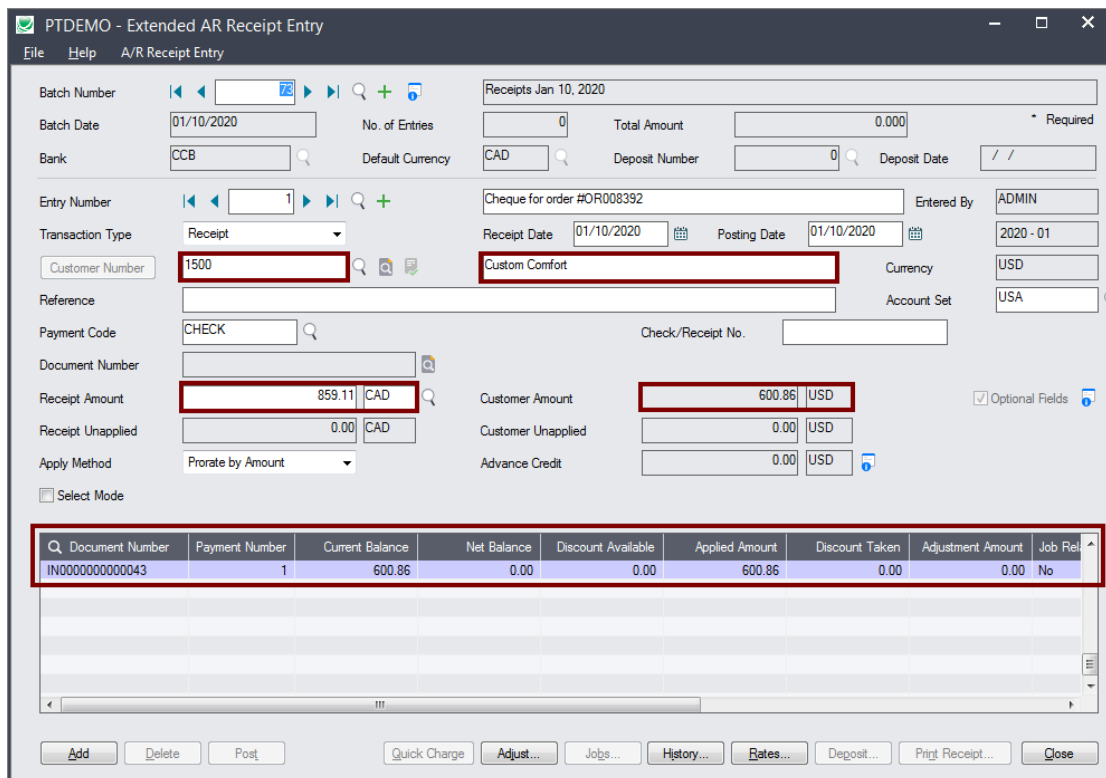 PTDEMO - Extended AR Receipt Entry
File Help A/R Receipt Entry
Batch Number 73 Receipts Jan 10, 2020
Batch Date 01/10/2020 No. of Entries 0 Total Amount 0.000 * Required
Bank CCB Default Currency CAD Deposit Number 0 Deposit Date / /
Entry Number 1 Cheque for order #OR008392 Entered By ADMIN
Transaction Type Receipt Receipt Date 01/10/2020 Posting Date 01/10/2020 2020 - 01
Customer Number 1500 Custom Comfort Currency USD
Reference Account Set USA
Payment Code CHECK Check/Receipt No.
Document Number
Receipt Amount 859.11 CAD Customer Amount 600.86 USD Optional Fields
Receipt Unapplied 0.00 CAD Customer Unapplied 0.00 USD
Apply Method Prorate by Amount Advance Credit 0.00 USD
Select Mode
Document Number Payment Number Current Balance Net Balance Discount Available Applied Amount Discount Taken Adjustment Amount Job Rel
IN0000000000043 1 600.86 0.00 0.00 600.86 0.00 0.00 No
Add Delete Post Quick Charge Adjust... Jobs... History... Rates... Deposit... Print Receipt... Close